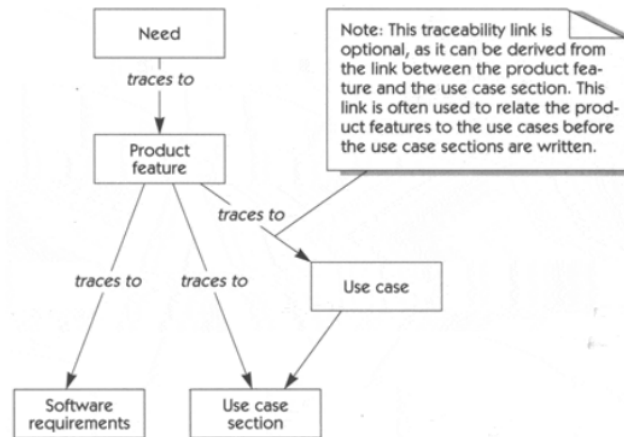 Need
Note: This traceability link is
optional, as it can be derived from
the link between the product fea-
ture and the use case section. This
link is often used to relate the prod-
uct features to the use cases before
the use case sections are written.
traces to
Product
feature
traces to
traces to
traces to
Use case
Software
requirements
Use case
section